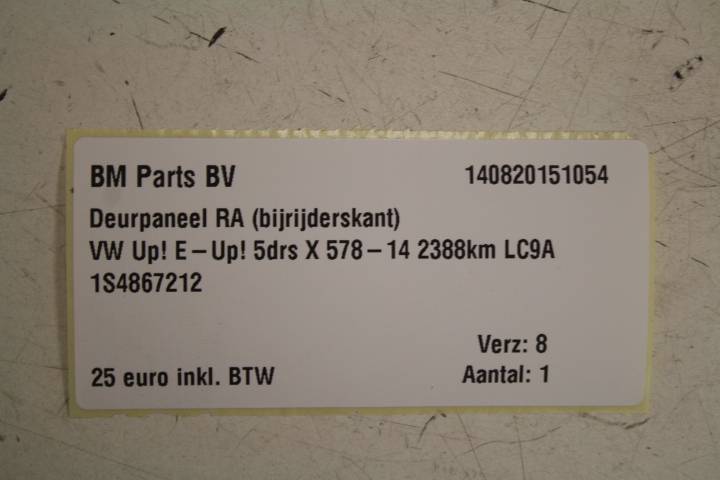 BM Parts BV 140820151054
Deurpaneel RA (bijrijderskant)
VW Up! E-Up! 5drs X 578-14 2388km LC9A
1S4867212
Verz: 8
25 euro inkl. BTW Aantal: 1